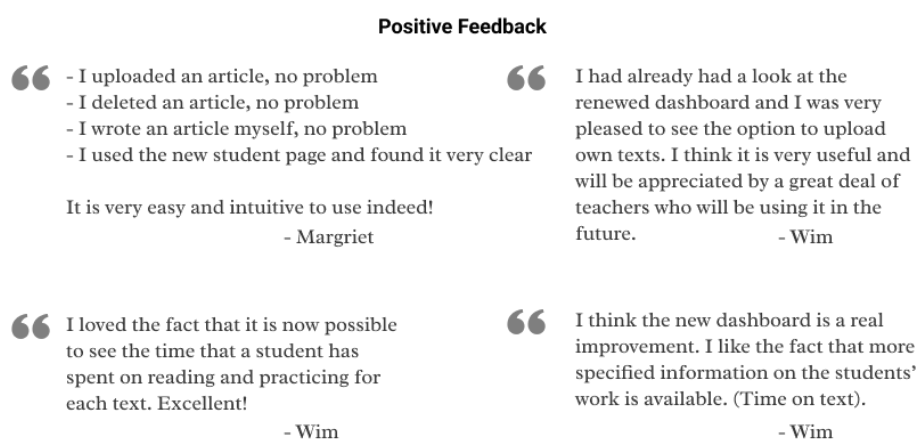 Positive Feedback
- I uploaded an article, no problem
- I deleted an article, no problem
- I wrote an article myself, no problem
- I used the new student page and found it very clear
It is very easy and intuitive to use indeed!
- Margriet
I had already had a look at the
renewed dashboard and I was very
pleased to see the option to upload
own texts. I think it is very useful and
will be appreciated by a great deal of
teachers who will be using it in the
future.
- Wim
I loved the fact that it is now possible
to see the time that a student has
spent on reading and practicing for
each text. Excellent!
- Wim
I think the new dashboard is a real
improvement. I like the fact that more
specified information on the students’
work is available. (Time on text).
- Wim